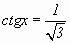 ctgx = 1/√3